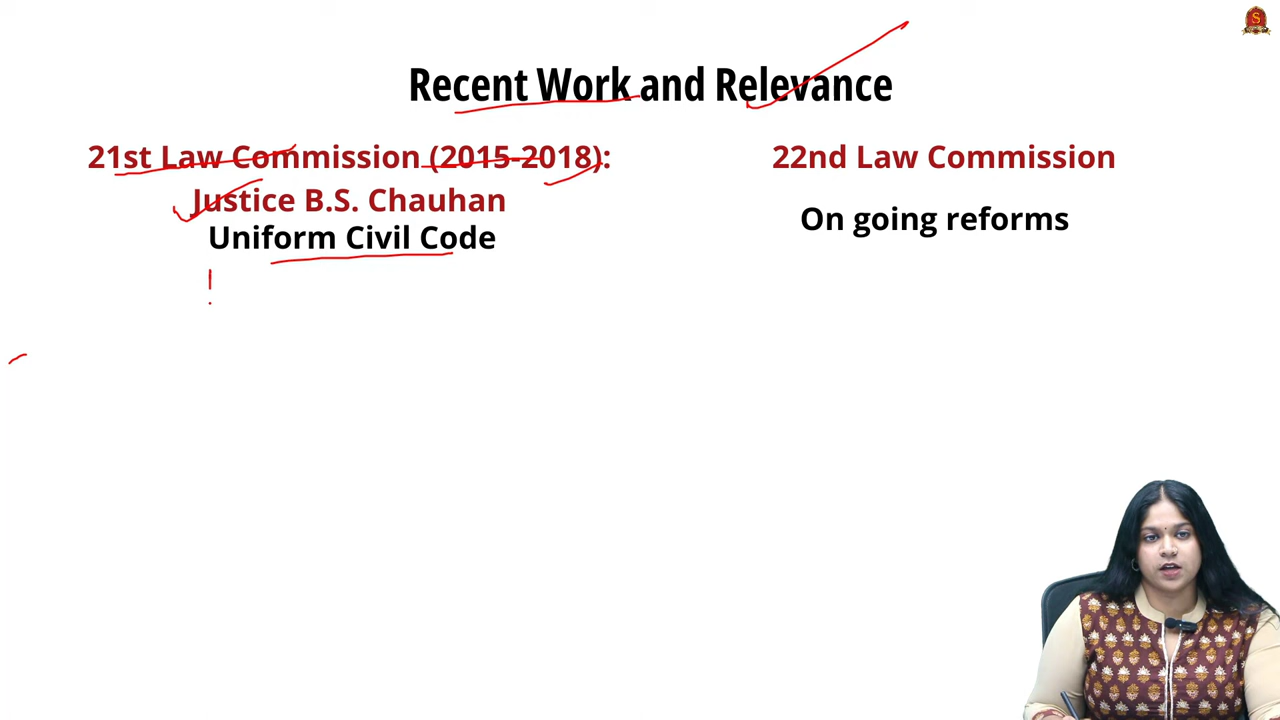 Recent Work and Relevance
21st Law Commission (2015-2018):
Justice B.S. Chauhan
Uniform Civil Code
22nd Law Commission
On going reforms
S